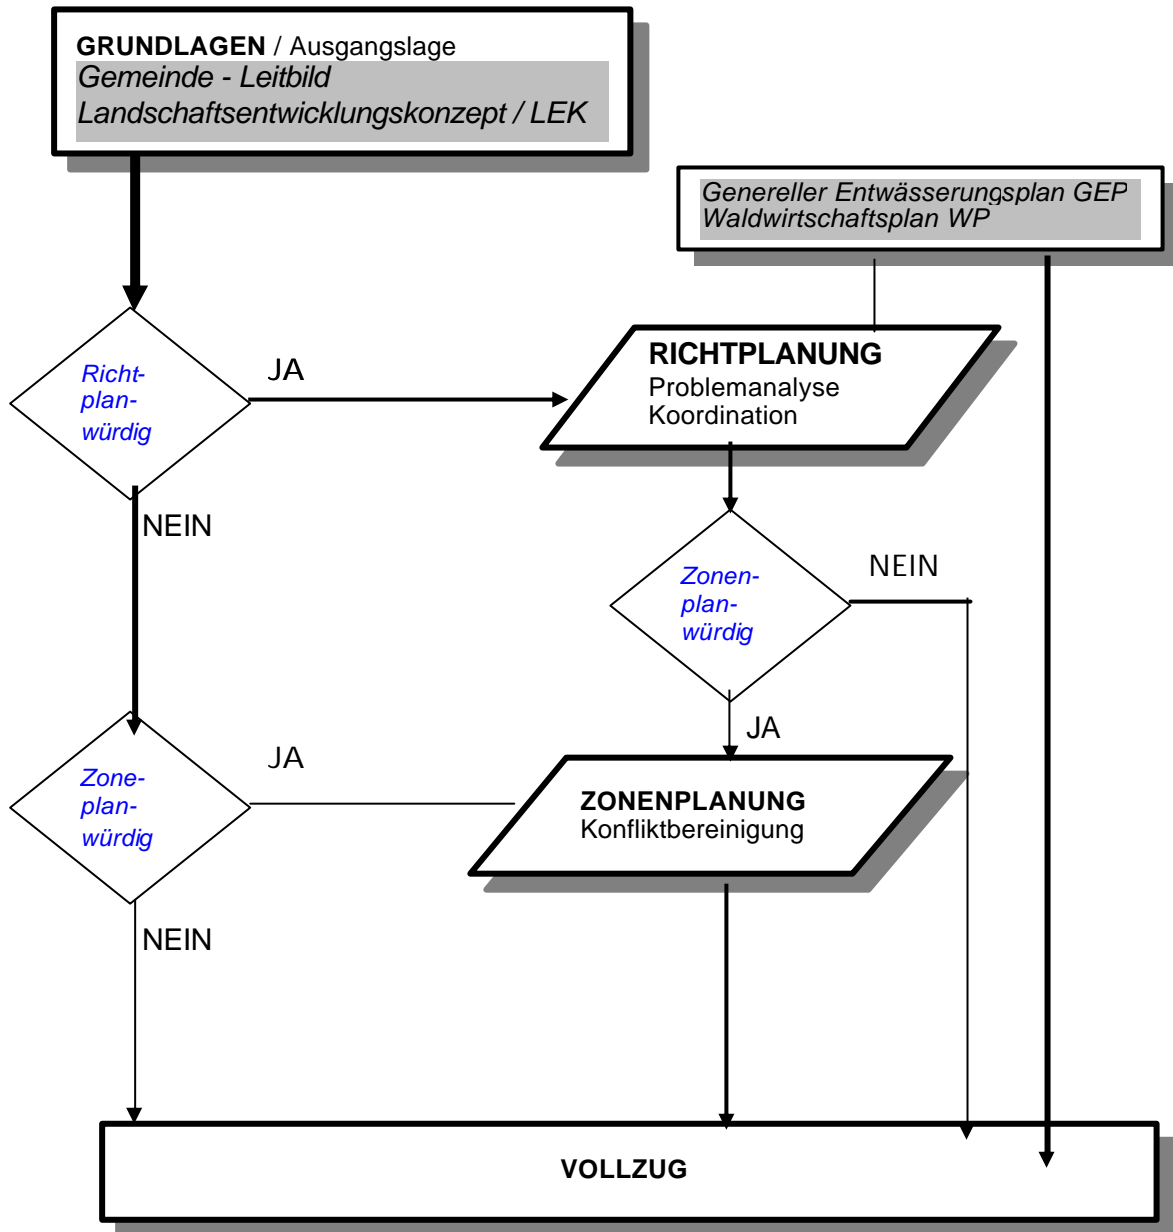 GRUNDLAGEN / Ausgangslage
Gemeinde - Leitbild
Landschaftsentwicklungskonzept / LEK
Genereller Entwässerungsplan GEP
Waldwirtschaftsplan WP
Richt-
plan-
würdig
JA
RICHTPLANUNG
Problemanalyse
Koordination
NEIN
Zonen-
plan-
würdig
NEIN
JA
Zone-
plan-
würdig
JA
ZONENPLANUNG
Konfliktbereinigung
NEIN
VOLLZUG